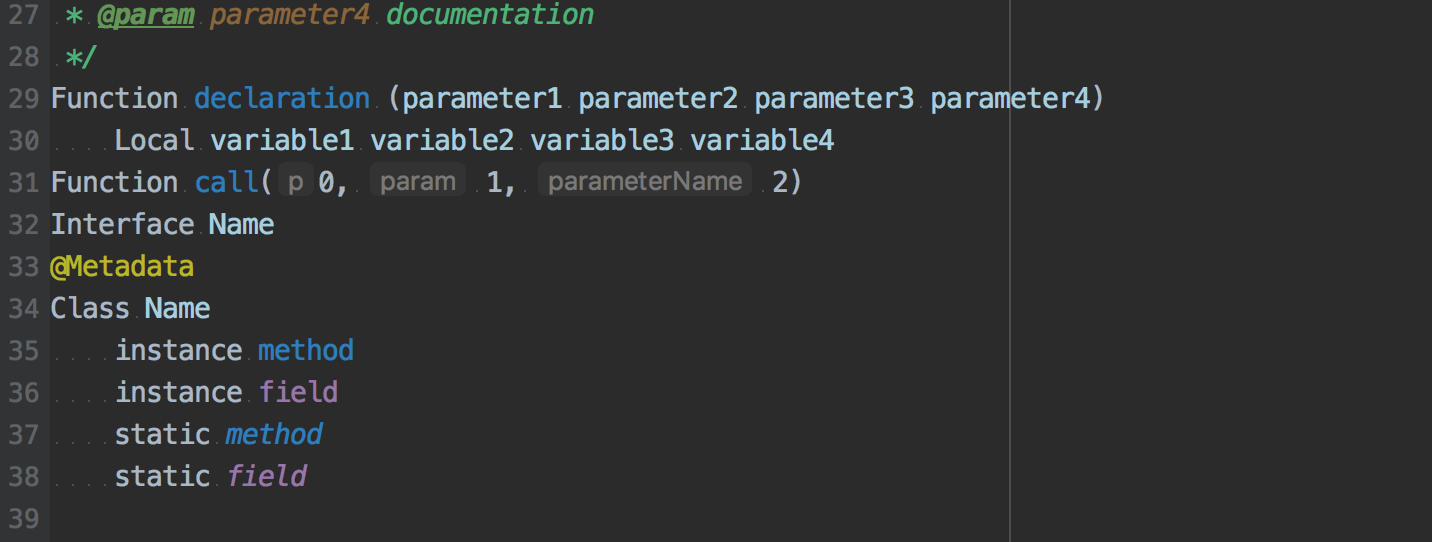 27 * @param parameter4 documentation
28 */
29 Function declaration (parameter1 parameter2 parameter3 parameter4)
30     Local variable1 variable2 variable3 variable4
31 Function call( p 0,  param  1,  parameterName  2)
32 Interface Name
33 @Metadata
34 Class Name
35     instance method
36     instance field
37     static method
38     static field
39